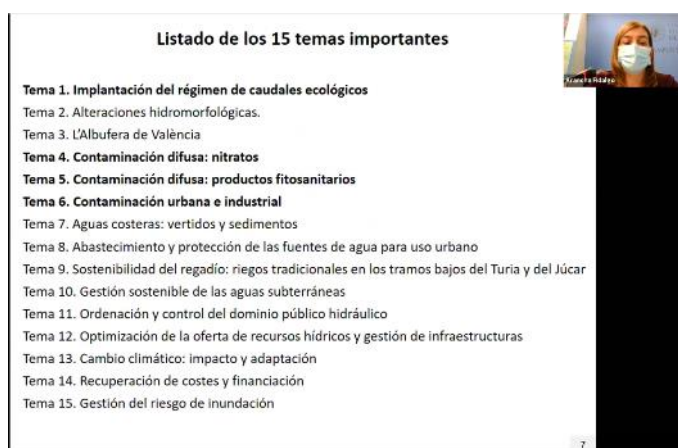 Listado de los 15 temas importantes
Tema 1. Implantación del régimen de caudales ecológicos
Tema 2. Alteraciones hidromorfológicas.
Tema 3. L'Albufera de València
Tema 4. Contaminación difusa: nitratos
Tema 5. Contaminación difusa: productos fitosanitarios
Tema 6. Contaminación urbana e industrial
Tema 7. Aguas costeras: vertidos y sedimentos
Tema 8. Abastecimiento y protección de las fuentes de agua para uso urbano
Tema 9. Sostenibilidad del regadío: riegos tradicionales en los tramos bajos del Turia y del Júcar
Tema 10. Gestión sostenible de las aguas subterráneas
Tema 11. Ordenación y control del dominio público hidráulico
Tema 12. Optimización de la oferta de recursos hídricos y gestión de infraestructuras
Tema 13. Cambio climático: impacto y adaptación
Tema 14. Recuperación de costes y financiación
Tema 15. Gestión del riesgo de inundación
7